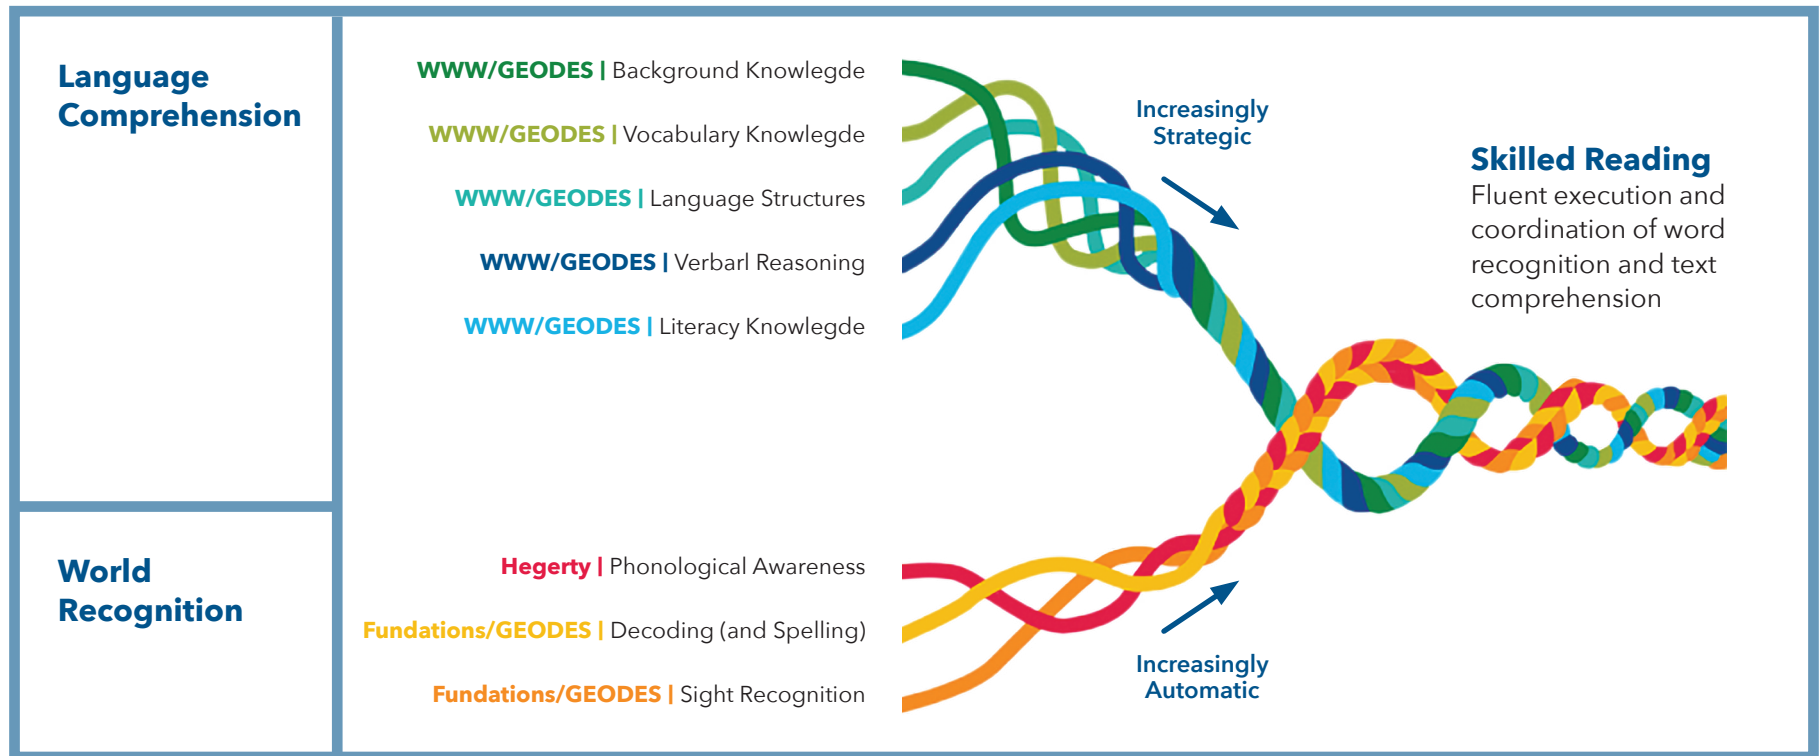 Language
Comprehension
WWW/GEODES | Background Knowlegde
WWW/GEODES | Vocabulary Knowlegde
WWW/GEODES | Language Structures
WWW/GEODES | Verbarl Reasoning
WWW/GEODES | Literacy Knowlegde
Increasingly
Strategic
Skilled Reading
Fluent execution and
coordination of word
recognition and text
comprehension
World
Recognition
Hegerty | Phonological Awareness
Fundations/GEODES | Decoding (and Spelling)
Fundations/GEODES | Sight Recognition
Increasingly
Automatic